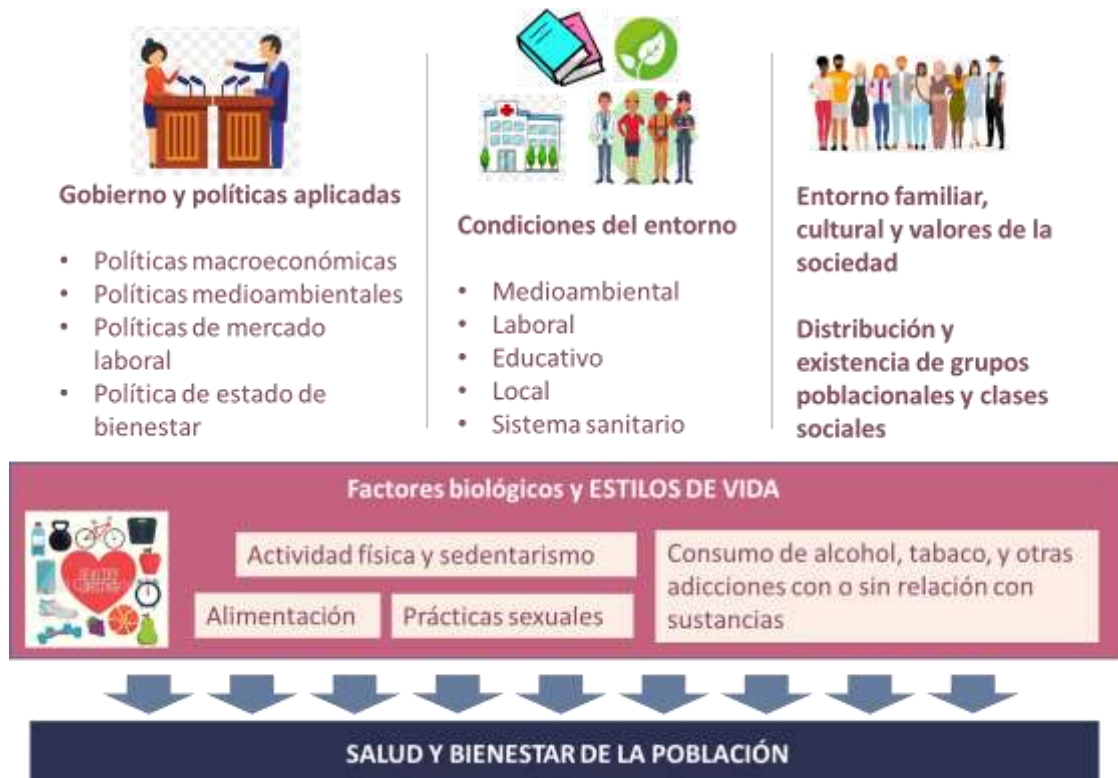 Gobierno y políticas aplicadas
• Políticas macroeconómicas
• Políticas medioambientales
• Políticas de mercado
laboral
• Política de estado de
bienestar
Condiciones del entorno
• Medioambiental
• Laboral
• Educativo
• Local
• Sistema sanitario
Entorno familiar,
cultural y valores de la
sociedad
Distribución y
existencia de grupos
poblacionales y clases
sociales
Factores biológicos y ESTILOS DE VIDA
HEALTHY
Actividad física y sedentarismo
Alimentación
Prácticas sexuales
Consumo de alcohol, tabaco, y otras
adicciones con o sin relación con
sustancias
SALUD Y BIENESTAR DE LA POBLACIÓN